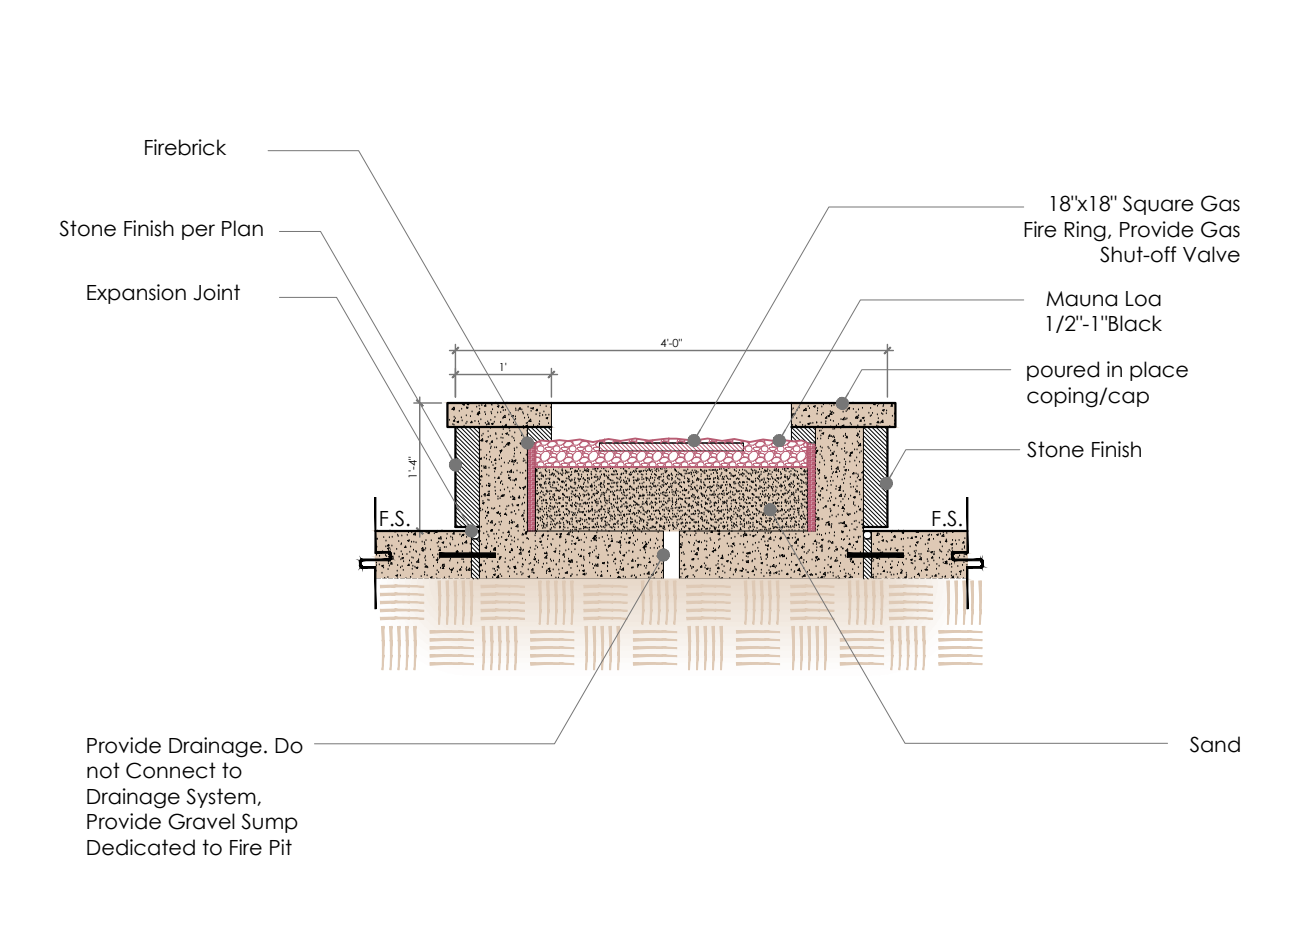 Firebrick
Stone Finish per Plan
Expansion Joint
18"x18" Square Gas
Fire Ring, Provide Gas
Shut-off Valve
Mauna Loa
1/2"-1"Black
4'-0"
1'
poured in place
coping/cap
Stone Finish
1'-4"
F.S.
F.S.
Provide Drainage. Do
not Connect to
Drainage System,
Provide Gravel Sump
Dedicated to Fire Pit
Sand